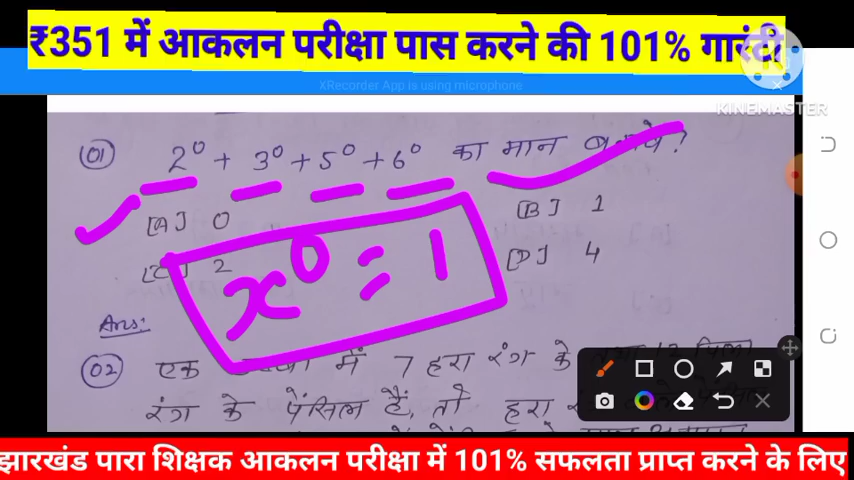 ₹351 में आकलन परीक्षा पास करने की 101% गारंटी
XRecorder App is using microphone
KINEMASTER
01 2⁰ + 3⁰ + 5⁰ + 6⁰ का मान बतावे?
[A] 0 [B] 1
[C] 2 [D] 4
x⁰ = 1
Ans:
02 एक में 7 हरा रंग के
रंग के पेंसिल हैं, तो हरा
झारखंड पारा शिक्षक आकलन परीक्षा में 101% सफलता प्राप्त करने के लिए